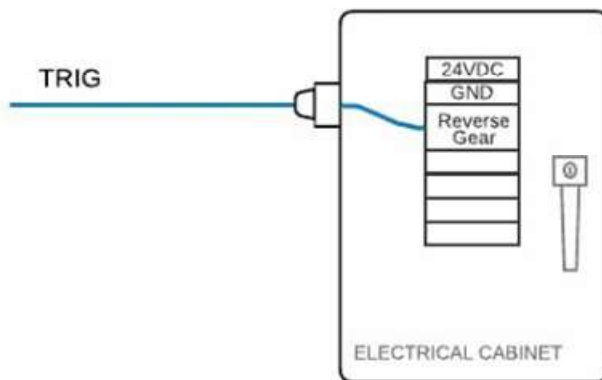 TRIG
24VDC
GND
Reverse
Gear
ELECTRICAL CABINET